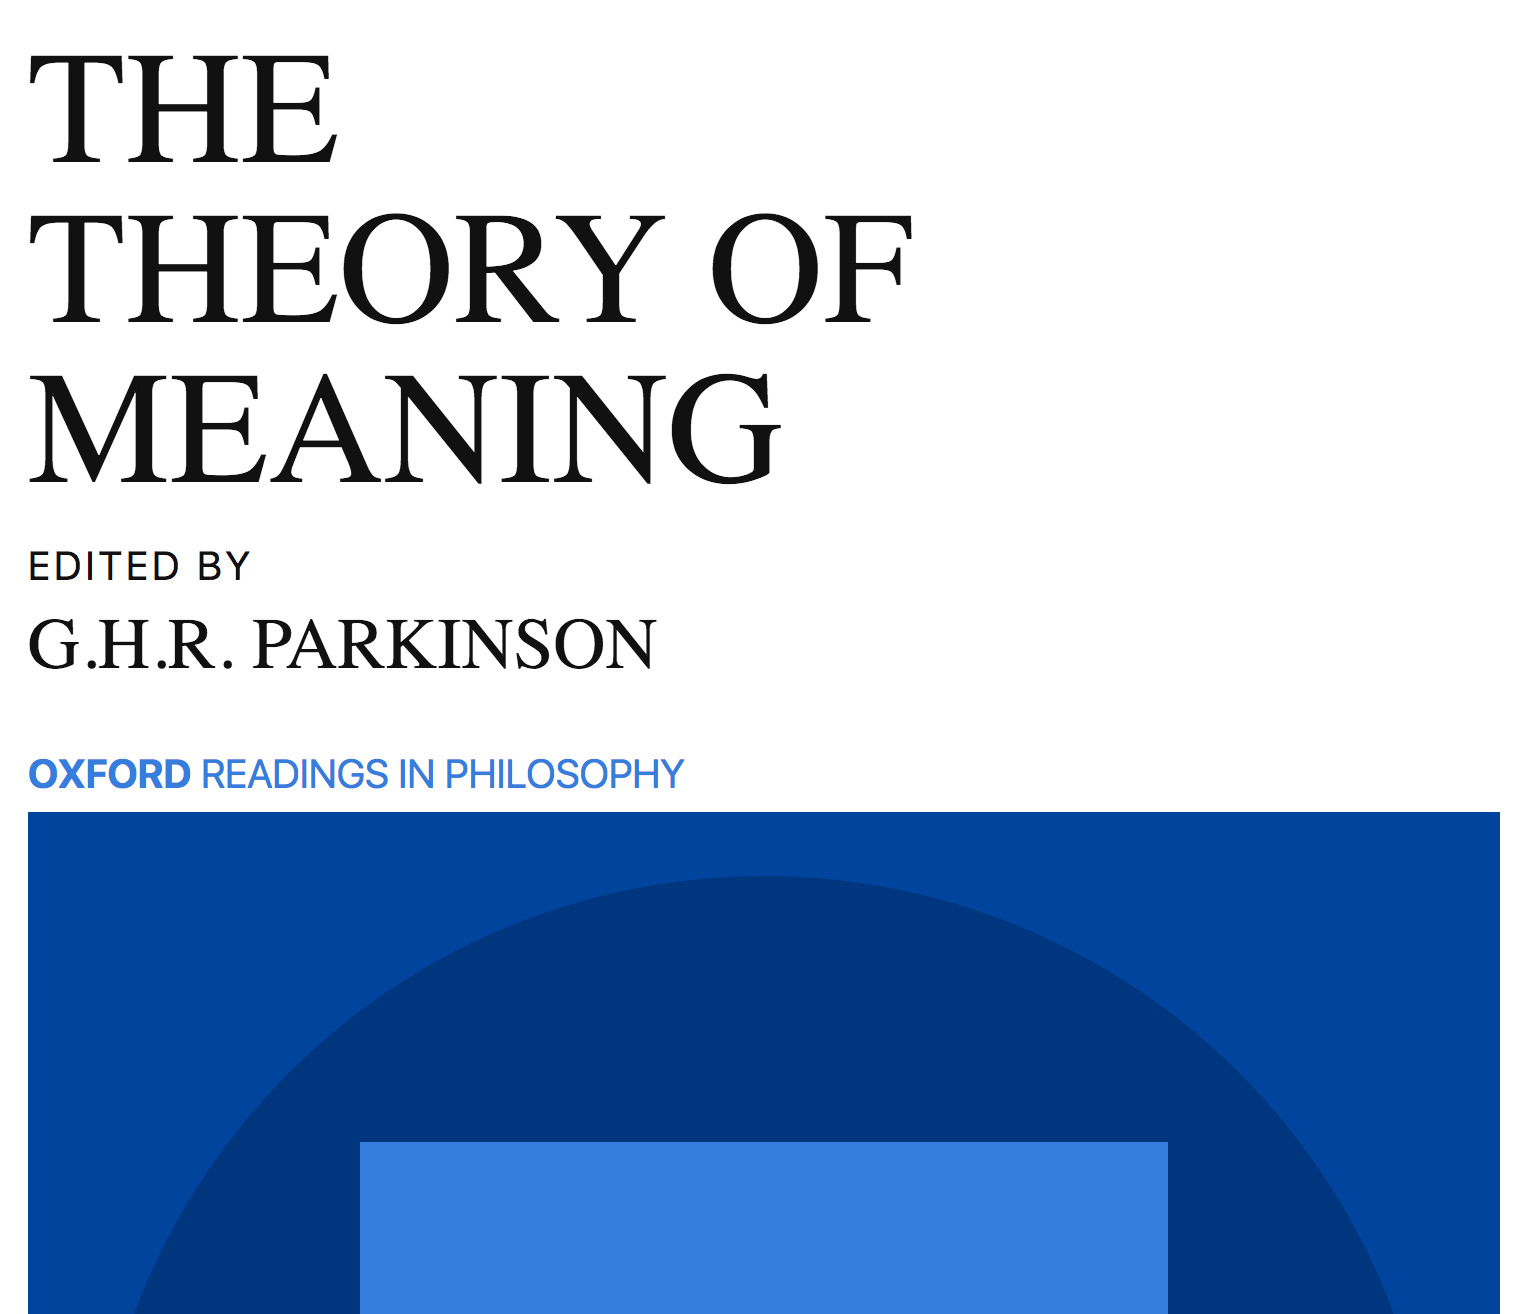 THE
THEORY OF
MEANING
EDITED BY
G.H.R. PARKINSON
OXFORD READINGS IN PHILOSOPHY